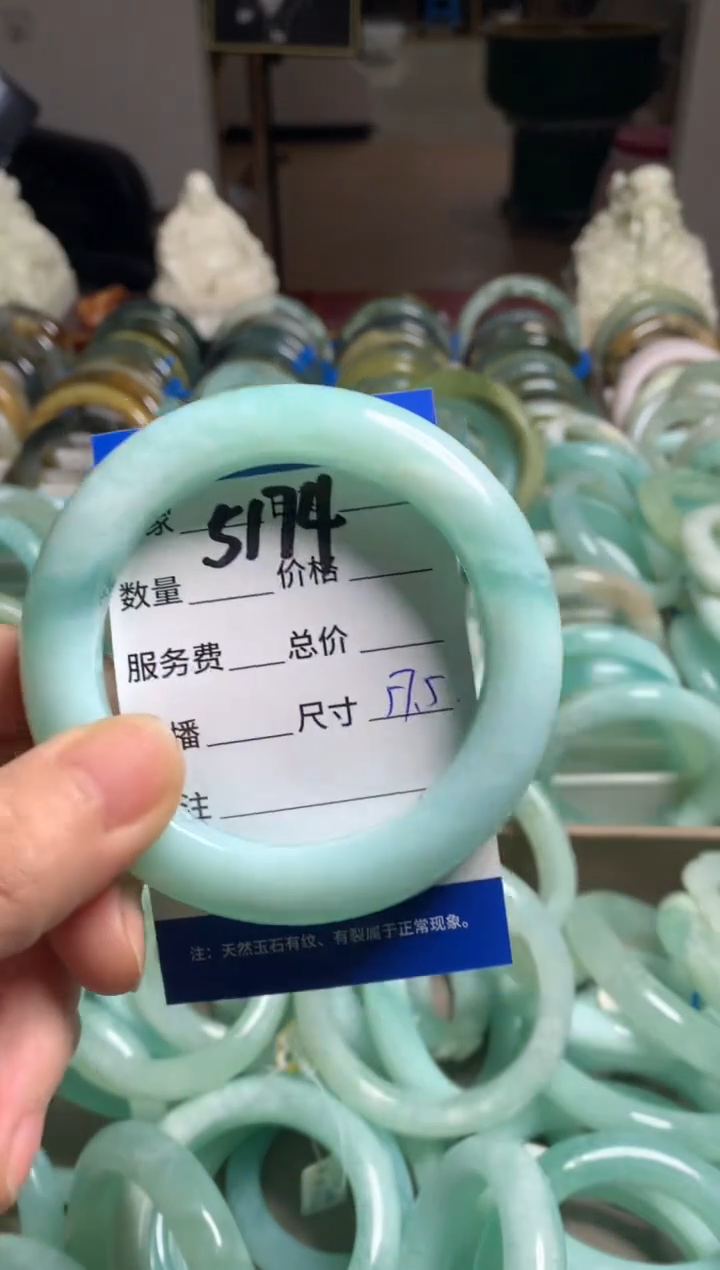 家
5174
数量 价格
服务费 总价
播 尺寸 57.5
注
注：天然玉石有纹、有裂属于正常现象。